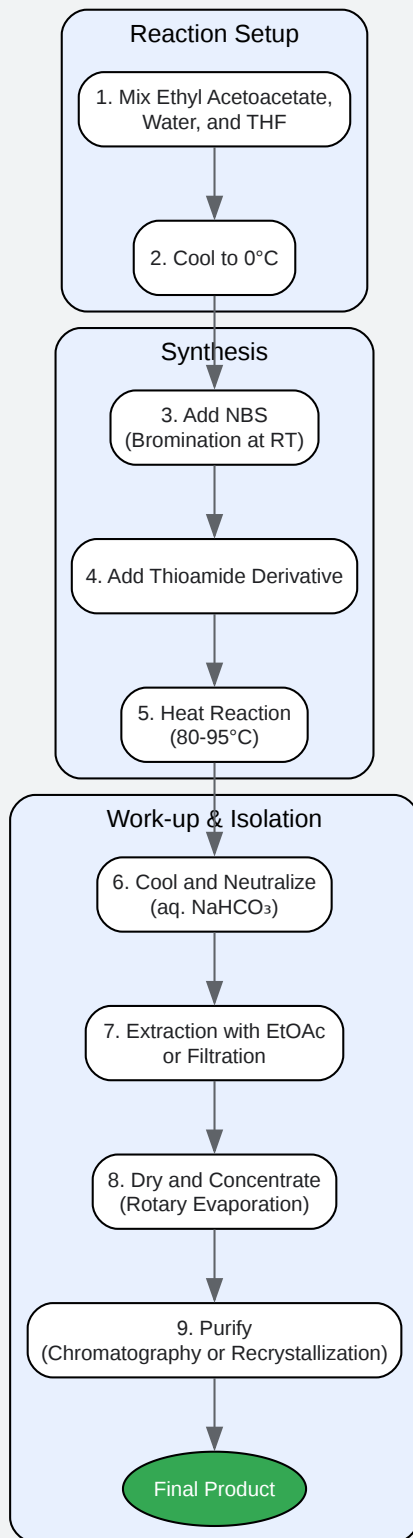 Reaction Setup
1. Mix Ethyl Acetoacetate,
Water, and THF
2. Cool to 0°C
Synthesis
3. Add NBS
(Bromination at RT)
4. Add Thioamide Derivative
5. Heat Reaction
(80-95°C)
Work-up & Isolation
6. Cool and Neutralize
(aq. NaHCO₃)
7. Extraction with EtOAc
or Filtration
8. Dry and Concentrate
(Rotary Evaporation)
9. Purify
(Chromatography or Recrystallization)
Final Product